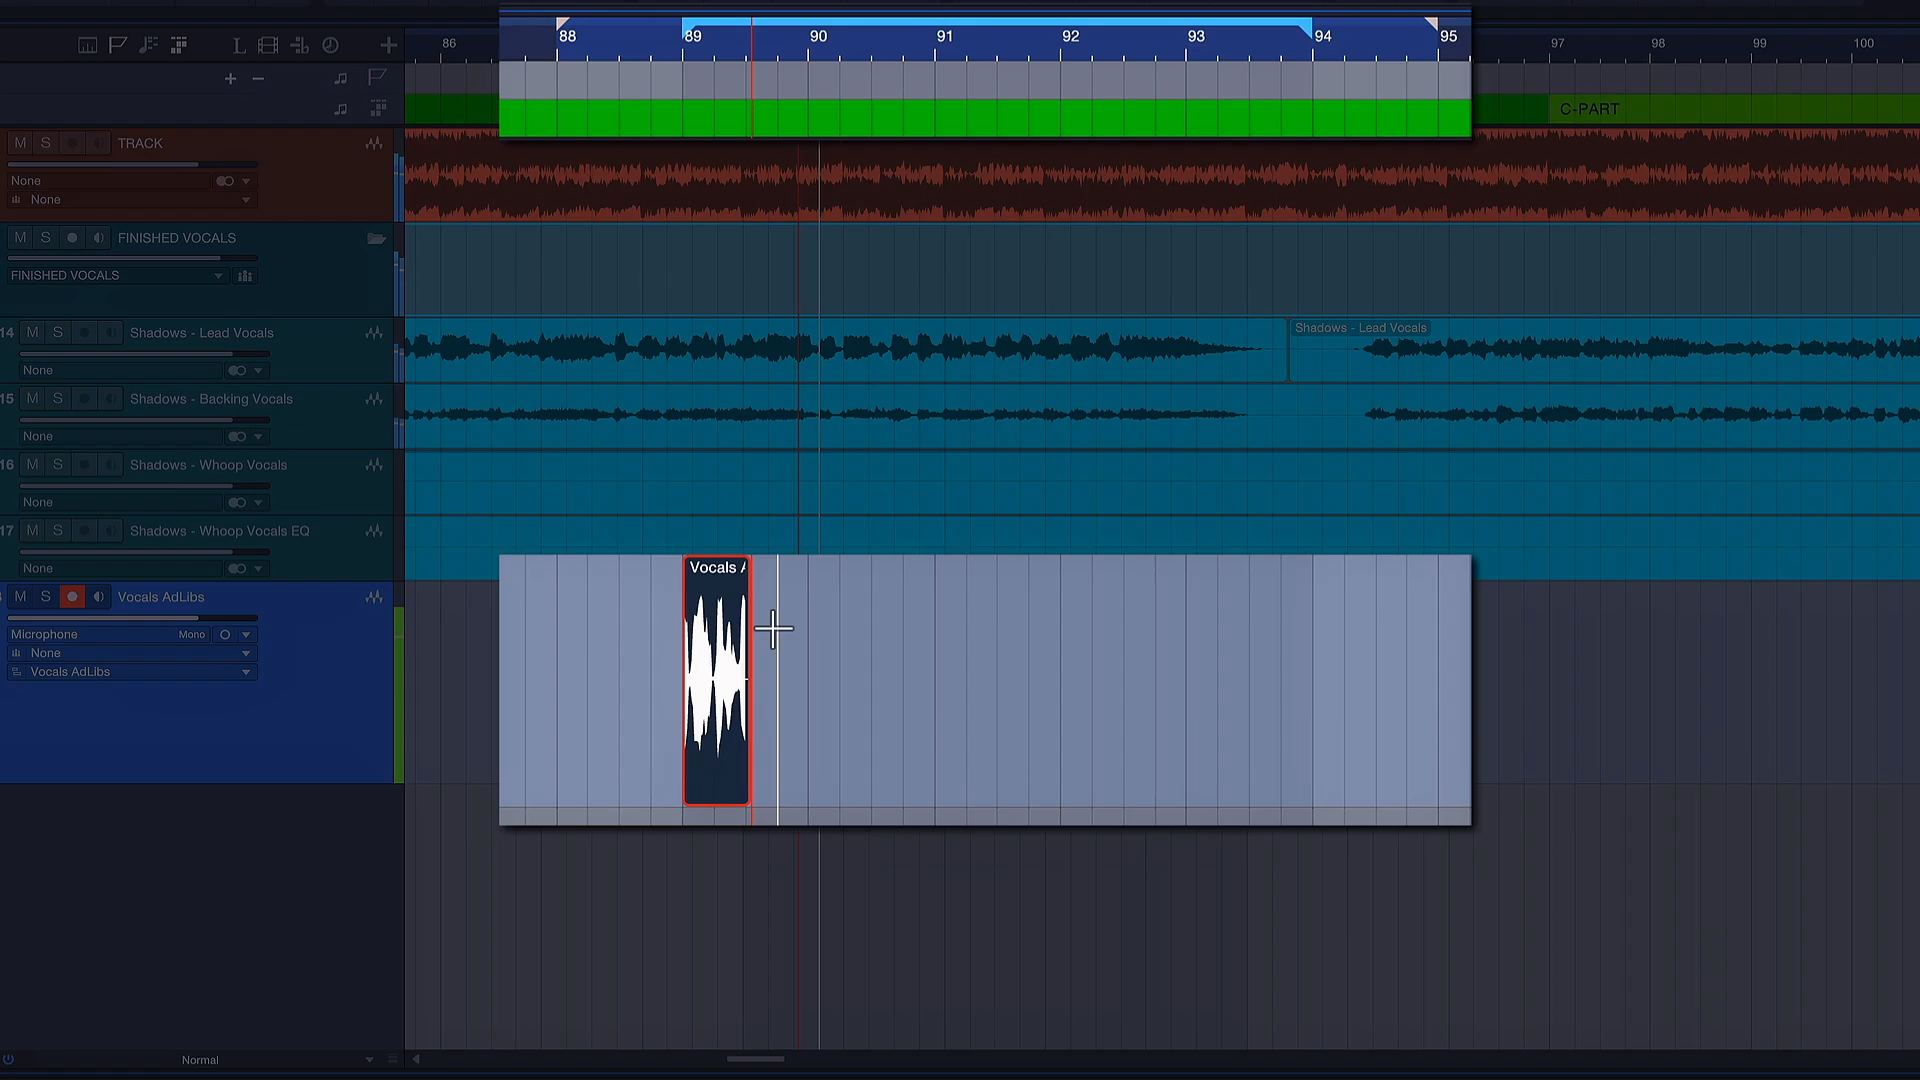 86 88 89 90 91 92 93 94 95 97 98 99 100
C-PART
M S TRACK
None
None
M S FINISHED VOCALS
FINISHED VOCALS
14 M S Shadows - Lead Vocals
None
Shadows - Lead Vocals
15 M S Shadows - Backing Vocals
None
16 M S Shadows - Whoop Vocals
None
17 M S Shadows - Whoop Vocals EQ
None
Vocals
M S Vocals AdLibs
Microphone Mono
None
Vocals AdLibs
Normal